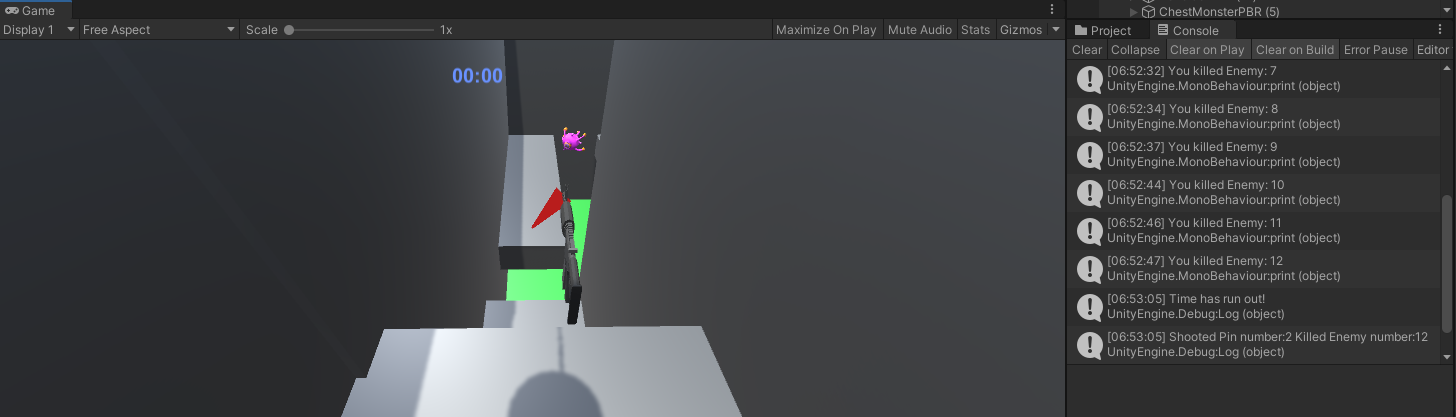 Game
Display 1 Free Aspect Scale 1x Maximize On Play Mute Audio Stats Gizmos
00:00
ChestMonsterPBR (5)
Project Console
Clear Collapse Clear on Play Clear on Build Error Pause Editor
[06:52:32] You killed Enemy: 7
UnityEngine.MonoBehaviour:print (object)
[06:52:34] You killed Enemy: 8
UnityEngine.MonoBehaviour:print (object)
[06:52:37] You killed Enemy: 9
UnityEngine.MonoBehaviour:print (object)
[06:52:44] You killed Enemy: 10
UnityEngine.MonoBehaviour:print (object)
[06:52:46] You killed Enemy: 11
UnityEngine.MonoBehaviour:print (object)
[06:52:47] You killed Enemy: 12
UnityEngine.MonoBehaviour:print (object)
[06:53:05] Time has run out!
UnityEngine.Debug:Log (object)
[06:53:05] Shooted Pin number:2 Killed Enemy number:12
UnityEngine.Debug:Log (object)